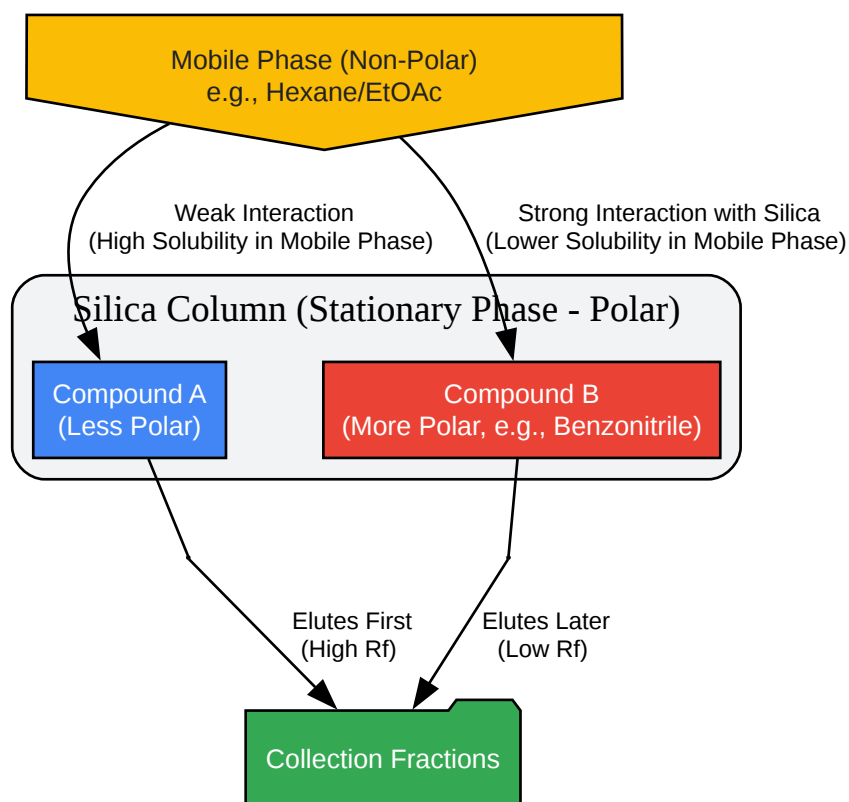 Mobile Phase (Non-Polar)
e.g., Hexane/EtOAc
Weak Interaction
(High Solubility in Mobile Phase)
Strong Interaction with Silica
(Lower Solubility in Mobile Phase)
Silica Column (Stationary Phase - Polar)
Compound A
(Less Polar)
Compound B
(More Polar, e.g., Benzonitrile)
Elutes First
(High Rf)
Elutes Later
(Low Rf)
Collection Fractions